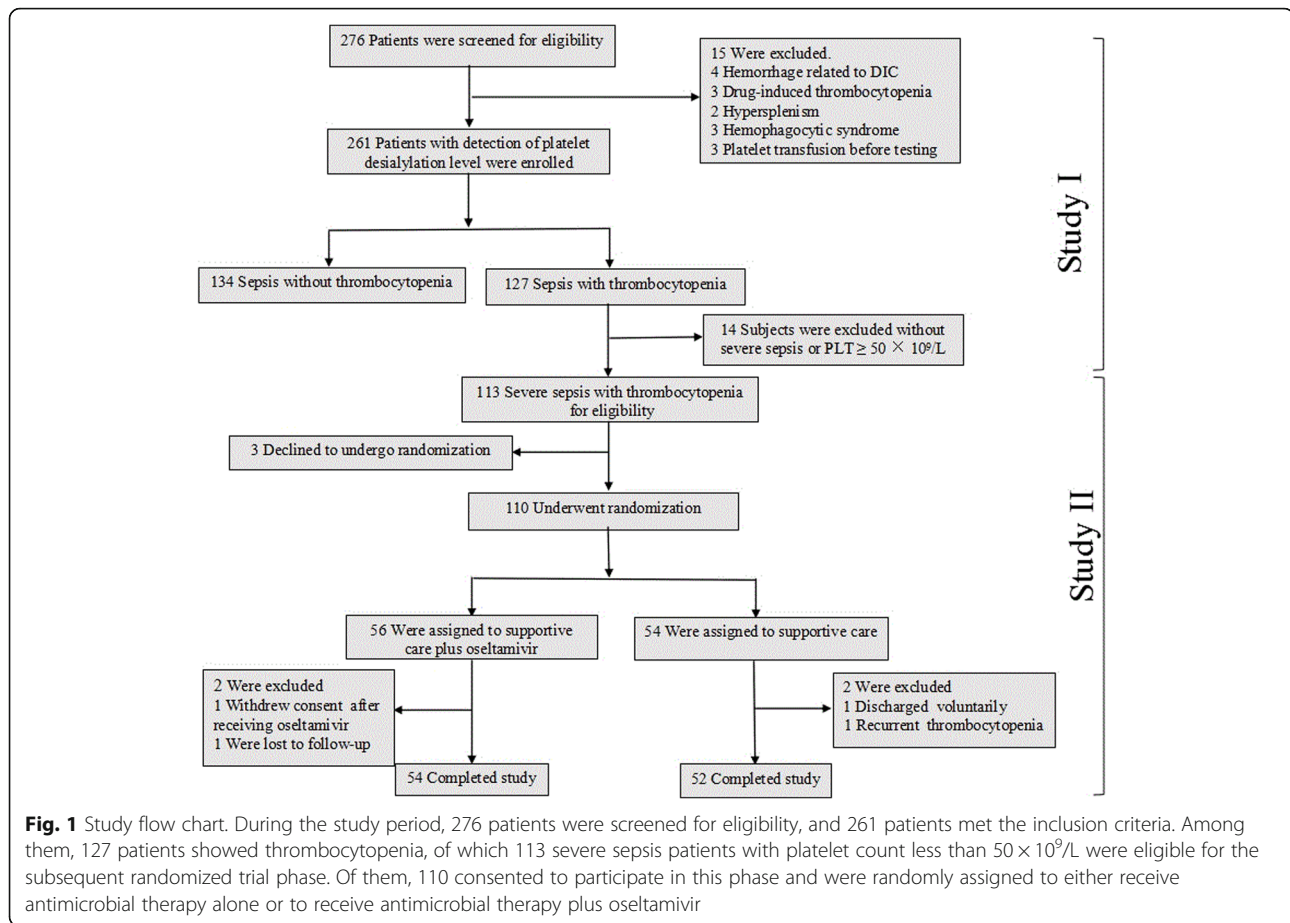 276 Patients were screened for eligibility
15 Were excluded.
4 Hemorrhage related to DIC
3 Drug-induced thrombocytopenia
2 Hypersplenism
3 Hemophagocytic syndrome
3 Platelet transfusion before testing
261 Patients with detection of platelet
desialylation level were enrolled
Study I
134 Sepsis without thrombocytopenia
127 Sepsis with thrombocytopenia
14 Subjects were excluded without
severe sepsis or PLT ≥ 50 × 10⁹/L
113 Severe sepsis with thrombocytopenia
for eligibility
3 Declined to undergo randomization
110 Underwent randomization
Study II
56 Were assigned to supportive
care plus oseltamivir
54 Were assigned to supportive care
2 Were excluded
1 Withdrew consent after
receiving oseltamivir
1 Were lost to follow-up
2 Were excluded
1 Discharged voluntarily
1 Recurrent thrombocytopenia
54 Completed study
52 Completed study
Fig. 1 Study flow chart. During the study period, 276 patients were screened for eligibility, and 261 patients met the inclusion criteria. Among
them, 127 patients showed thrombocytopenia, of which 113 severe sepsis patients with platelet count less than 50 × 10⁹/L were eligible for the
subsequent randomized trial phase. Of them, 110 consented to participate in this phase and were randomly assigned to either receive
antimicrobial therapy alone or to receive antimicrobial therapy plus oseltamivir